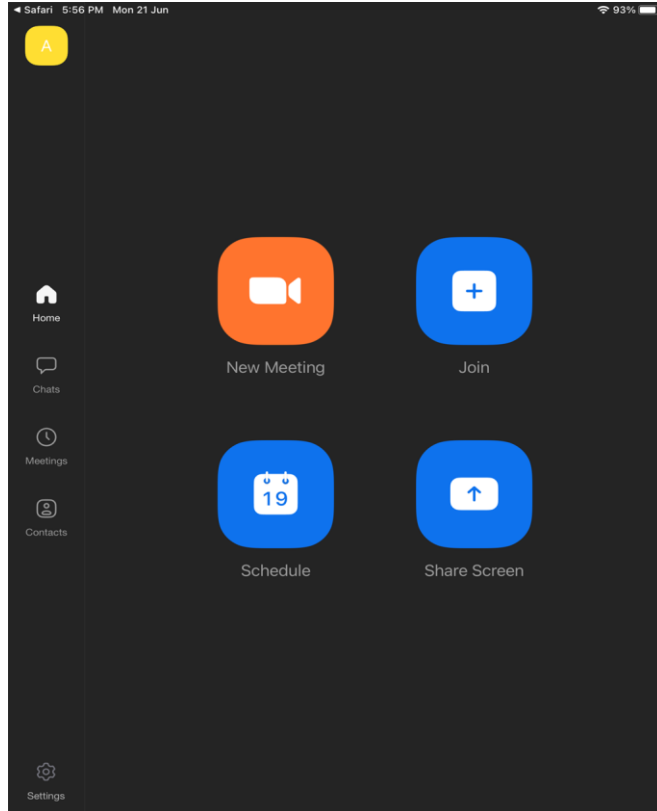 ◀ Safari 5:56 PM Mon 21 Jun 93%
A
Home
Chats
Meetings
Contacts
Settings
New Meeting
Join
19
Schedule
Share Screen